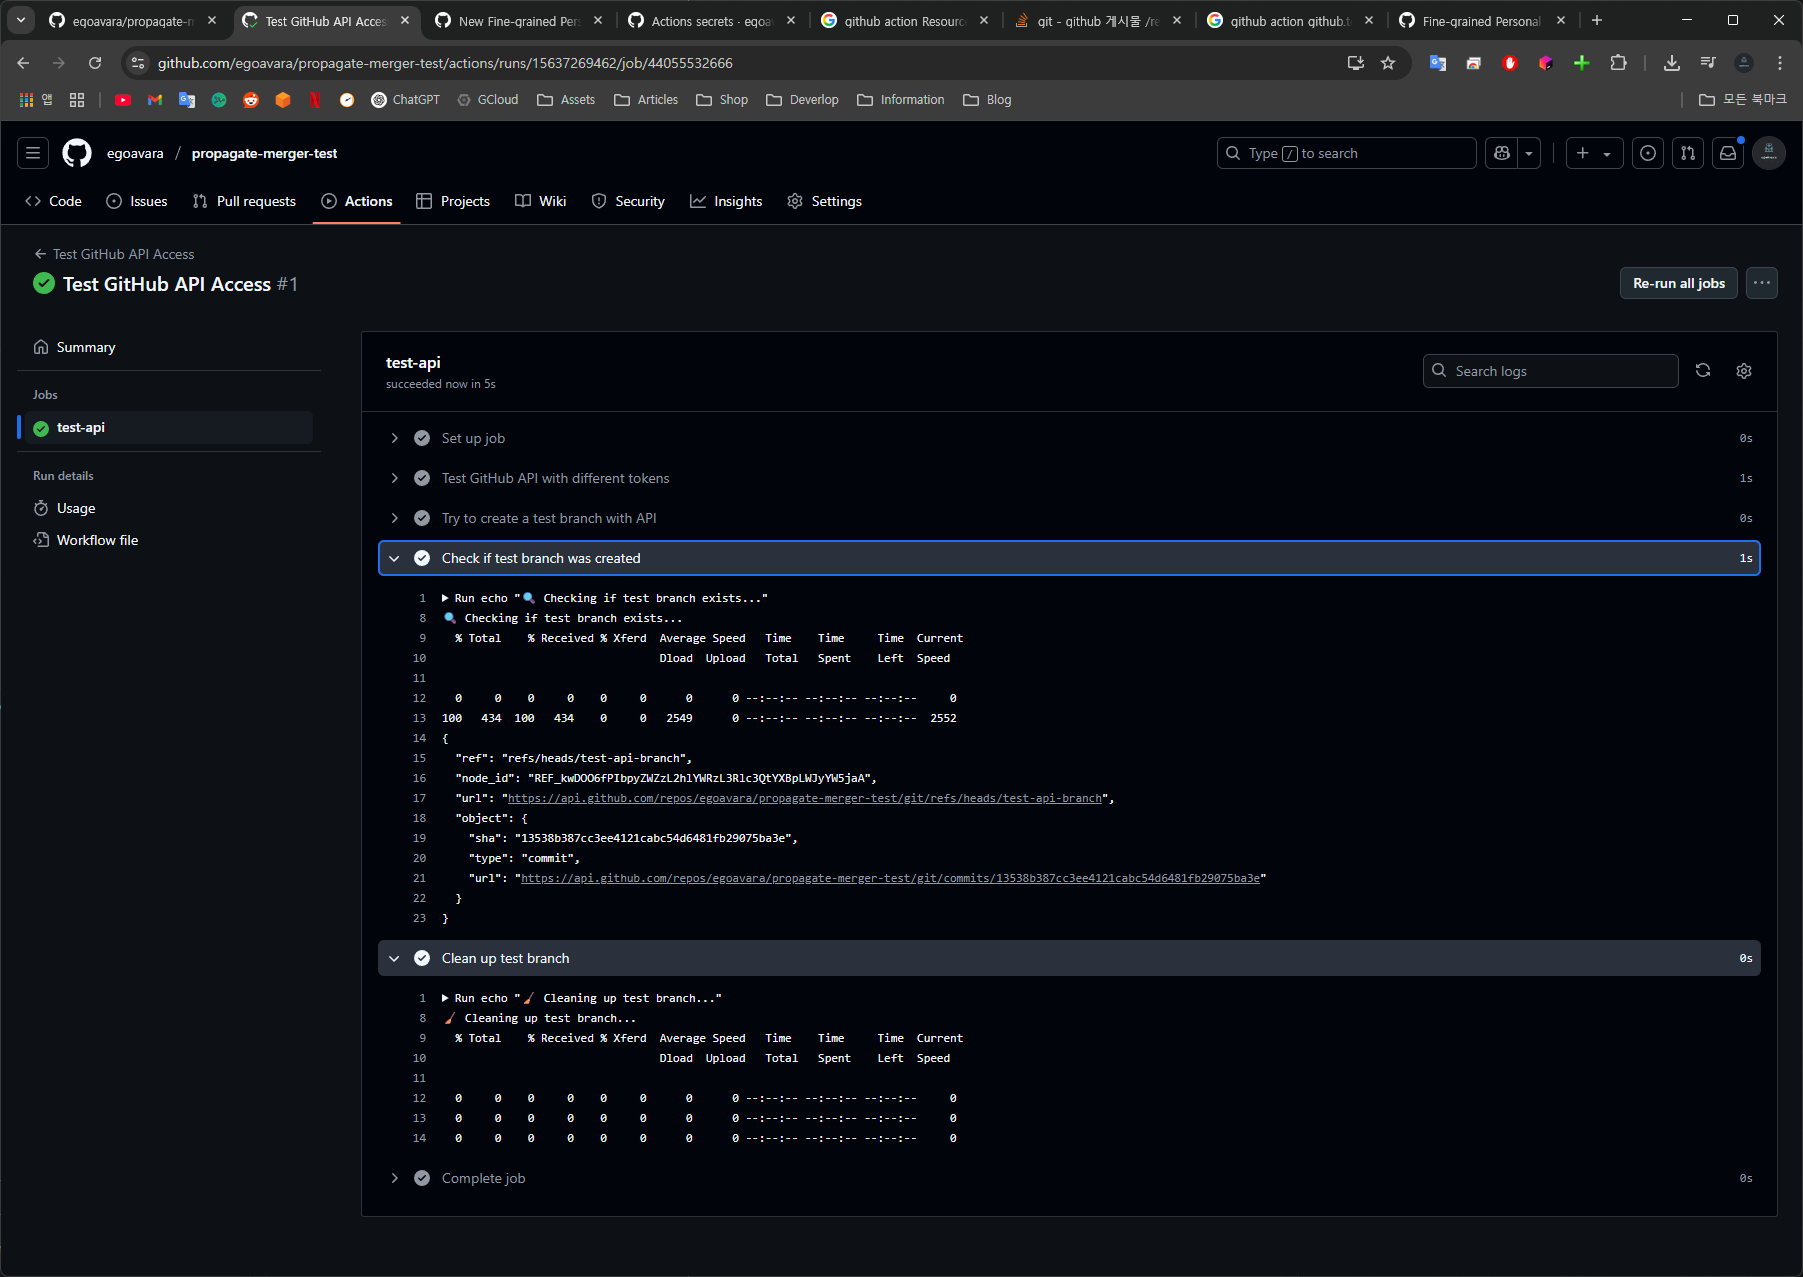 egoavara/propagate-m
Test GitHub API Acces
New Fine-grained Pers
Actions secrets · egoav
github action Resourc
git - github 게시물 /re
github action github.t
Fine-grained Personal
github.com/egoavara/propagate-merger-test/actions/runs/15637269462/job/44055532666
앱
ChatGPT
GCloud
Assets
Articles
Shop
Deverlop
Information
Blog
모든 북마크
egoavara / propagate-merger-test
Type / to search
Code
Issues
Pull requests
Actions
Projects
Wiki
Security
Insights
Settings
Test GitHub API Access
Test GitHub API Access #1
Re-run all jobs
Summary
Jobs
test-api
Run details
Usage
Workflow file
test-api
succeeded now in 5s
Search logs
Set up job 0s
Test GitHub API with different tokens 1s
Try to create a test branch with API 0s
Check if test branch was created 1s
1 Run echo "🔍 Checking if test branch exists..."
8 🔍 Checking if test branch exists...
9 % Total % Received % Xferd Average Speed Time Time Time Current
10 Dload Upload Total Spent Left Speed
11
12 0 0 0 0 0 0 0 0 --:--:-- --:--:-- --:--:-- 0
13 100 434 100 434 0 0 2549 0 --:--:-- --:--:-- --:--:-- 2552
14 {
15 "ref": "refs/heads/test-api-branch",
16 "node_id": "REF_kwDOO6fPIbpyZWZzL2hlYWRzL3Rlc3QtYXBpLWJyYW5jaA",
17 "url": "https://api.github.com/repos/egoavara/propagate-merger-test/git/refs/heads/test-api-branch",
18 "object": {
19 "sha": "13538b387cc3ee4121cabc54d6481fb29075ba3e",
20 "type": "commit",
21 "url": "https://api.github.com/repos/egoavara/propagate-merger-test/git/commits/13538b387cc3ee4121cabc54d6481fb29075ba3e"
22 }
23 }
Clean up test branch 0s
1 Run echo "🧹 Cleaning up test branch..."
8 🧹 Cleaning up test branch...
9 % Total % Received % Xferd Average Speed Time Time Time Current
10 Dload Upload Total Spent Left Speed
11
12 0 0 0 0 0 0 0 0 --:--:-- --:--:-- --:--:-- 0
13 0 0 0 0 0 0 0 0 --:--:-- --:--:-- --:--:-- 0
14 0 0 0 0 0 0 0 0 --:--:-- --:--:-- --:--:-- 0
Complete job 0s